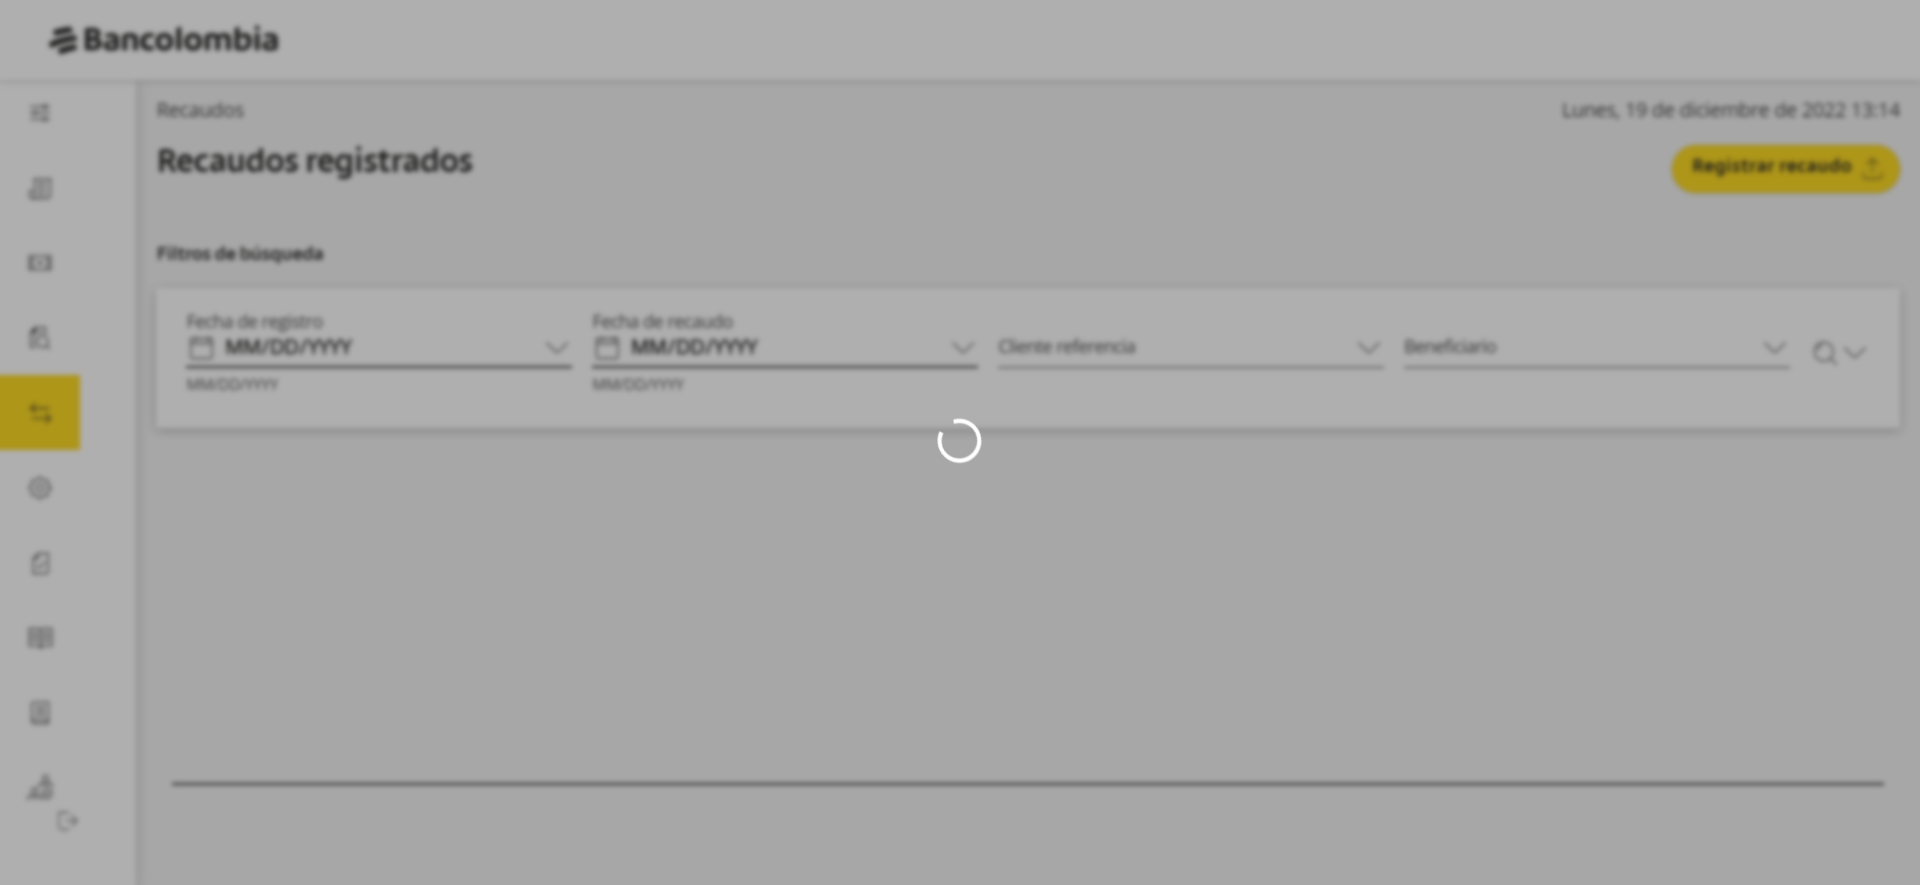 Bancolombia
Recaudos
Lunes, 19 de diciembre de 2022 13:14
Recaudos registrados
Registrar recaudo
Filtros de búsqueda
Fecha de registro
MM/DD/YYYY
MM/DD/YYYY
Fecha de recaudo
MM/DD/YYYY
MM/DD/YYYY
Cliente referencia
Beneficiario